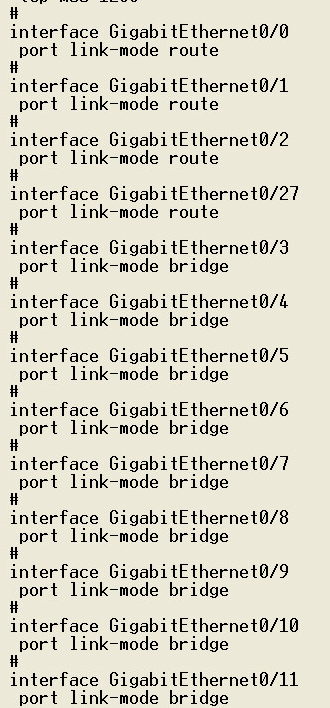 #
interface GigabitEthernet0/0
 port link-mode route
#
interface GigabitEthernet0/1
 port link-mode route
#
interface GigabitEthernet0/2
 port link-mode route
#
interface GigabitEthernet0/27
 port link-mode route
#
interface GigabitEthernet0/3
 port link-mode bridge
#
interface GigabitEthernet0/4
 port link-mode bridge
#
interface GigabitEthernet0/5
 port link-mode bridge
#
interface GigabitEthernet0/6
 port link-mode bridge
#
interface GigabitEthernet0/7
 port link-mode bridge
#
interface GigabitEthernet0/8
 port link-mode bridge
#
interface GigabitEthernet0/9
 port link-mode bridge
#
interface GigabitEthernet0/10
 port link-mode bridge
#
interface GigabitEthernet0/11
 port link-mode bridge